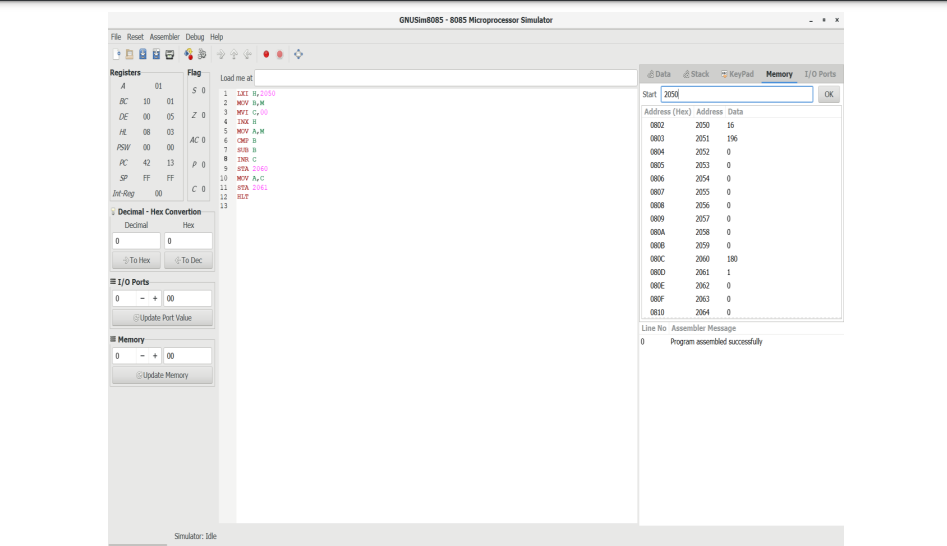 GNUSim8085 - 8085 Microprocessor Simulator
File Reset Assembler Debug Help
Registers
A 01
BC 10 01
DE 00 05
HL 08 03
PSW 00 00
PC 42 13
SP FF FF
Int-Reg 00
Flag
S 0
Z 0
AC 0
P 0
C 0
Decimal - Hex Convertion
Decimal Hex
0 0
To Hex To Dec
I/O Ports
0 - + 00
Update Port Value
Memory
0 - + 00
Update Memory
Load me at
1 LXI H,2050
2 MOV B,M
3 MVI C,00
4 INX H
5 MOV A,M
6 CMP B
7 SUB B
8 INR C
9 STA 2060
10 MOV A,C
11 STA 2061
12 HLT
13
Data Stack KeyPad Memory I/O Ports
Start 2050 OK
Address (Hex) Address Data
0802 2050 16
0803 2051 196
0804 2052 0
0805 2053 0
0806 2054 0
0807 2055 0
0808 2056 0
0809 2057 0
080A 2058 0
080B 2059 0
080C 2060 180
080D 2061 1
080E 2062 0
080F 2063 0
0810 2064 0
Line No Assembler Message
0 Program assembled successfully
Simulator: Idle